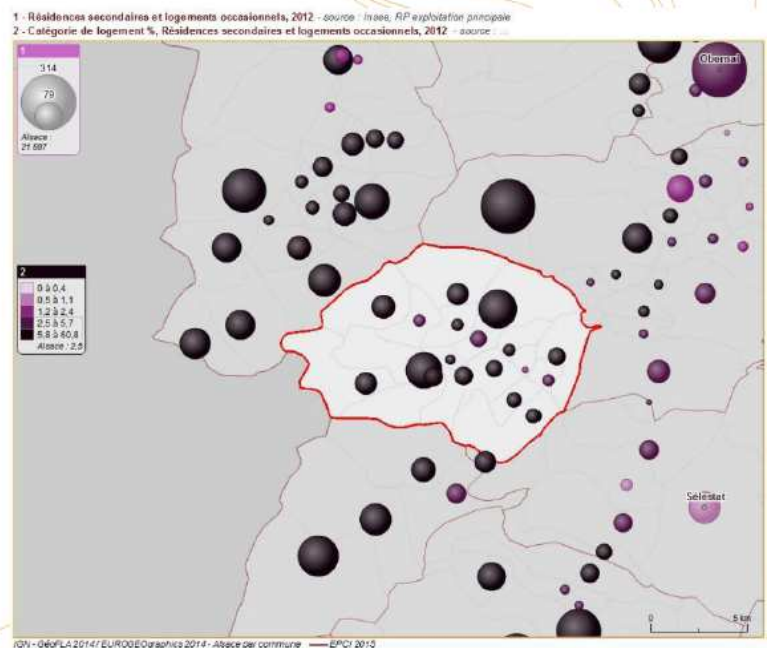 1 - Résidences secondaires et logements occasionnels, 2012 - source : Insee, RP exploitation principale
2 - Catégorie de logement %, Résidences secondaires et logements occasionnels, 2012 - source : ...
1
314
79
Alsace :
21 687
Obernai
2
0 à 0,4
0,5 à 1,1
1,2 à 2,4
2,5 à 5,7
5,8 à 60,8
Alsace : 2,5
Sélestat
0 5 km
IGN - GéoFLA 2014 / EUROGEOgraphics 2014 - Alsace par commune — EPCI 2015